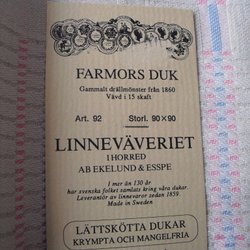 FARMORS DUK
Gammalt drällmönster från 1860
Vävd i 15 skaft
Art. 92 Storl. 90×90
LINNEVÄVERIET
I HORRED
AB EKELUND & ESSPE
I mer än 130 år
har svenska folket samlats kring våra dukar
Leverantör av linnevaror sedan 1859.
Made in Sweden
LÄTTSKÖTTA DUKAR
KRYMPTA OCH MANGELFRIA